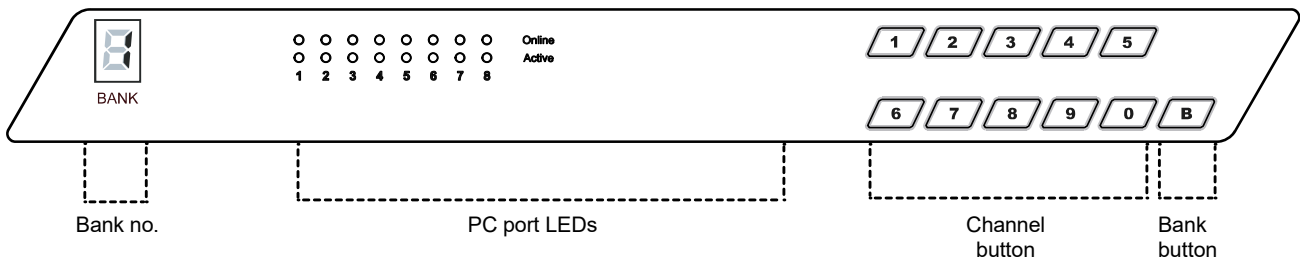 1
Online
1 2 3 4 5
Active
1 2 3 4 5 6 7 8
BANK
6 7 8 9 0 B
Bank no.
PC port LEDs
Channel
button
Bank
button